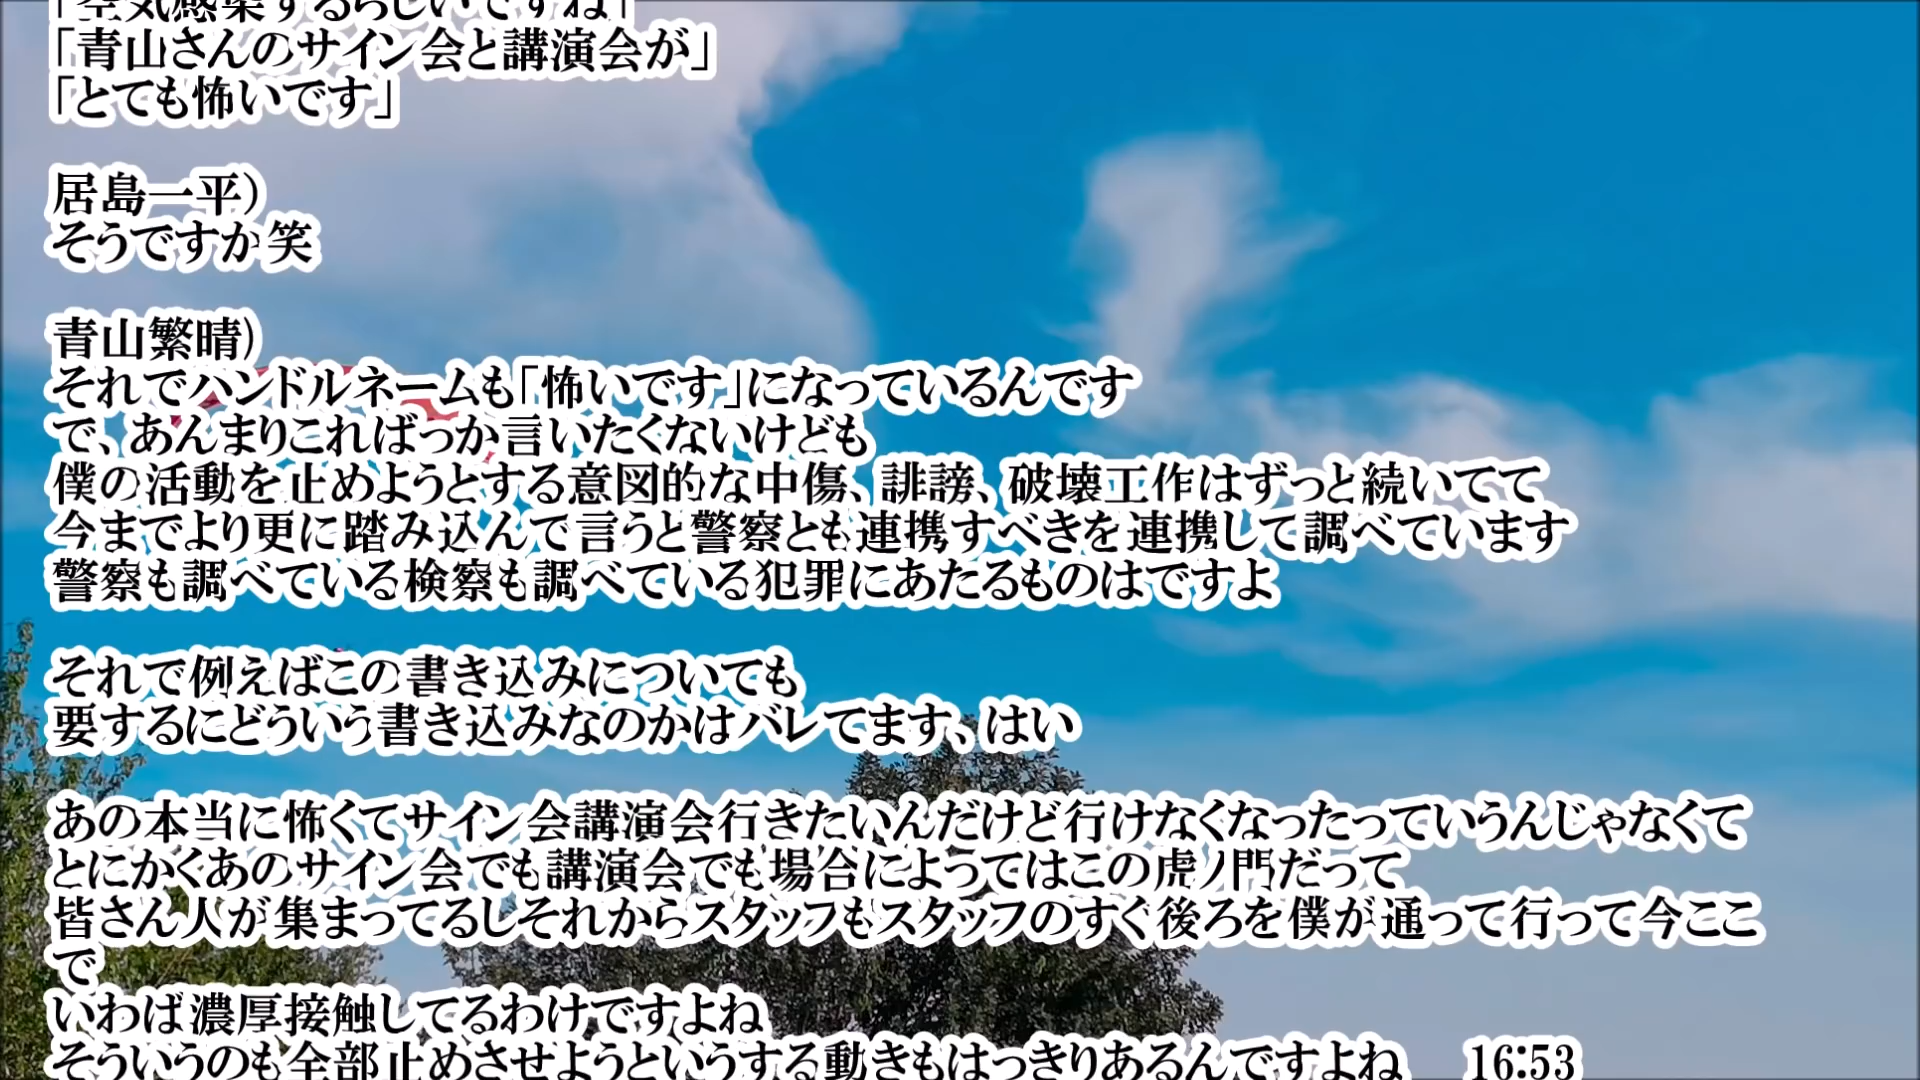 「空気感染するらしいですね」
「青山さんのサイン会と講演会が」
「とても怖いです」
居島一平）
そうですか笑
青山繁晴）
それでハンドルネームも「怖いです」になっているんです
で、あんまりこればっか言いたくないけども
僕の活動を止めようとする意図的な中傷、誹謗、破壊工作はずっと続いてて
今までより更に踏み込んで言うと警察とも連携すべきを連携して調べています
警察も調べている検察も調べている犯罪にあたるものはですよ
それで例えばこの書き込みについても
要するにどういう書き込みなのかはバレてます、はい
あの本当に怖くてサイン会講演会行きたいんだけど行けなくなったっていうんじゃなくて
とにかくあのサイン会でも講演会でも場合によってはこの虎ノ門だって
皆さん人が集まってるしそれからスタッフもスタッフのすぐ後ろを僕が通って行って今ここ
で
いわば濃厚接触してるわけですよね
そういうのも全部止めさせようというする動きもはっきりあるんですよね　16:53